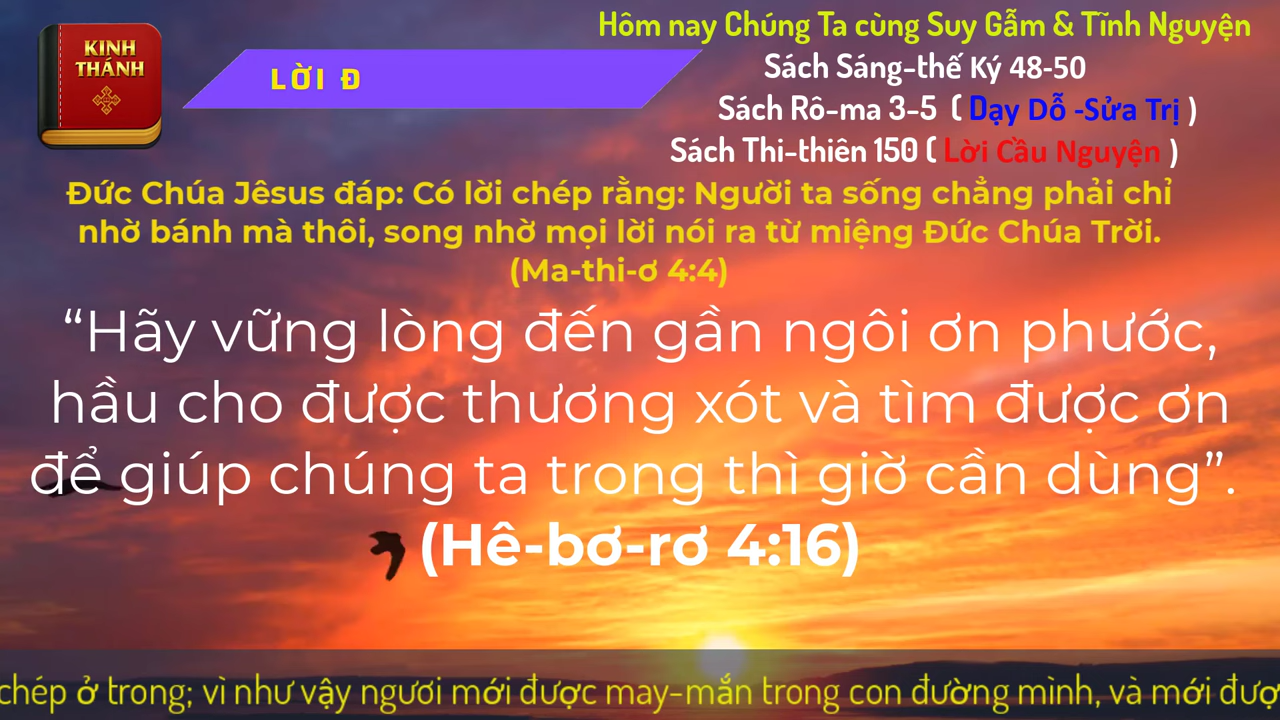 KINH
THÁNH
LỜI Đ
Hôm nay Chúng Ta cùng Suy Gẫm & Tĩnh Nguyện
Sách Sáng-thế Ký 48-50
Sách Rô-ma 3-5 ( Dạy Dỗ -Sửa Trị )
Sách Thi-thiên 150 ( Lời Cầu Nguyện )
Đức Chúa Jêsus đáp: Có lời chép rằng: Người ta sống chẳng phải chỉ
nhờ bánh mà thôi, song nhờ mọi lời nói ra từ miệng Đức Chúa Trời.
(Ma-thi-ơ 4:4)
“Hãy vững lòng đến gần ngôi ơn phước,
hầu cho được thương xót và tìm được ơn
để giúp chúng ta trong thì giờ cần dùng”.
(Hê-bơ-rơ 4:16)
chép ở trong; vì như vậy ngươi mới được may-mắn trong con đường mình, và mới đượ